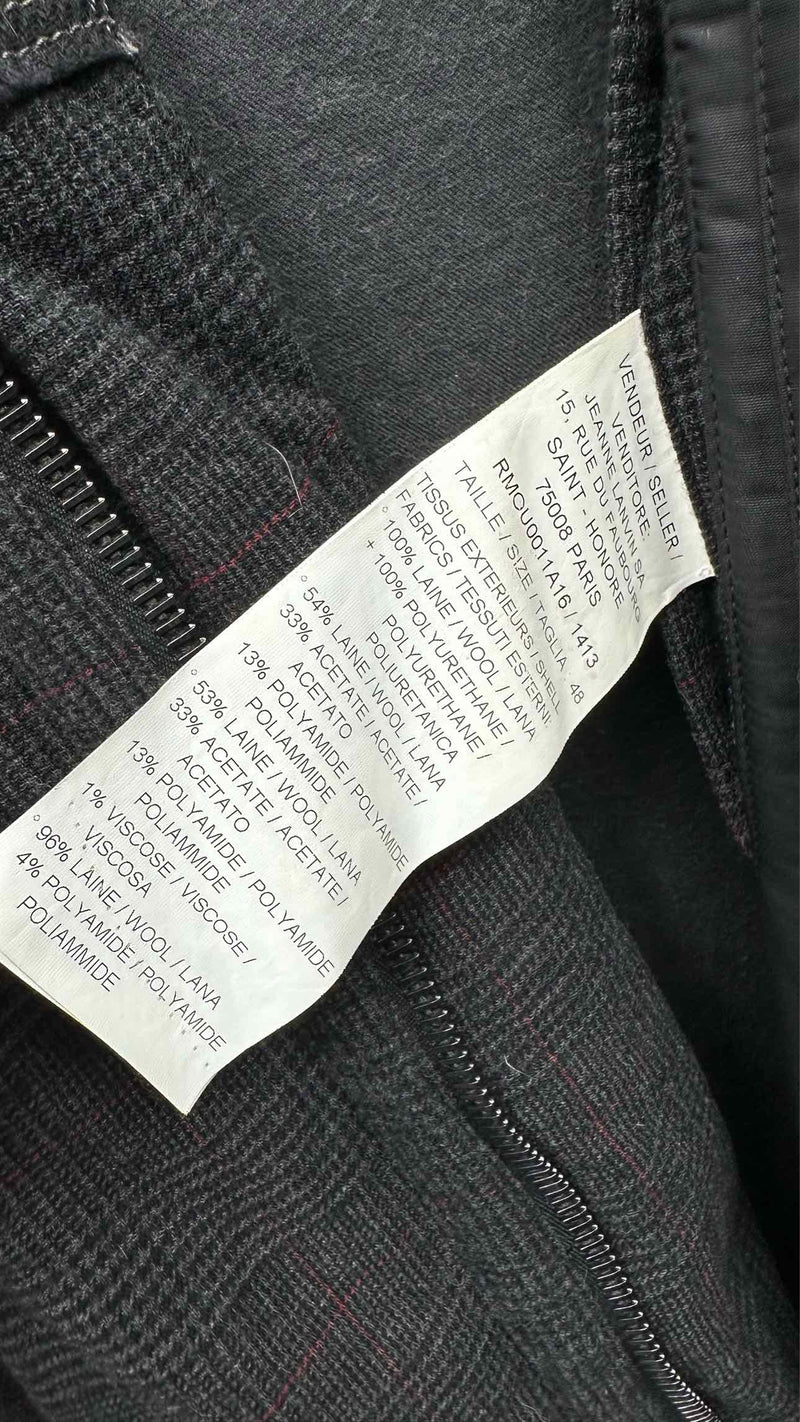 VENDEUR / SELLER /
VENDITORE:
JEANNE LANVIN SA
15, RUE DU FAUBOURG
SAINT - HONORE
75008 PARIS
RMOU0011A16 / 1413
TAILLE / SIZE / TAGLIA : 48
TISSUS EXTERIEURS / SHELL
FABRICS / TESSUTI ESTERNI:
° 100% LAINE / WOOL / LANA
+ 100% POLYURETHANE /
POLYURETHANE /
POLIURETANICA
° 54% LAINE / WOOL / LANA
33% ACETATE / ACETATE /
ACETATO
13% POLYAMIDE / POLYAMIDE
POLIAMMIDE
° 53% LAINE / WOOL / LANA
33% ACETATE / ACETATE /
ACETATO
13% POLYAMIDE / POLYAMIDE
POLIAMMIDE
1% VISCOSE / VISCOSE /
VISCOSA
° 96% LAINE / WOOL / LANA
4% POLYAMIDE / POLYAMIDE
POLIAMMIDE